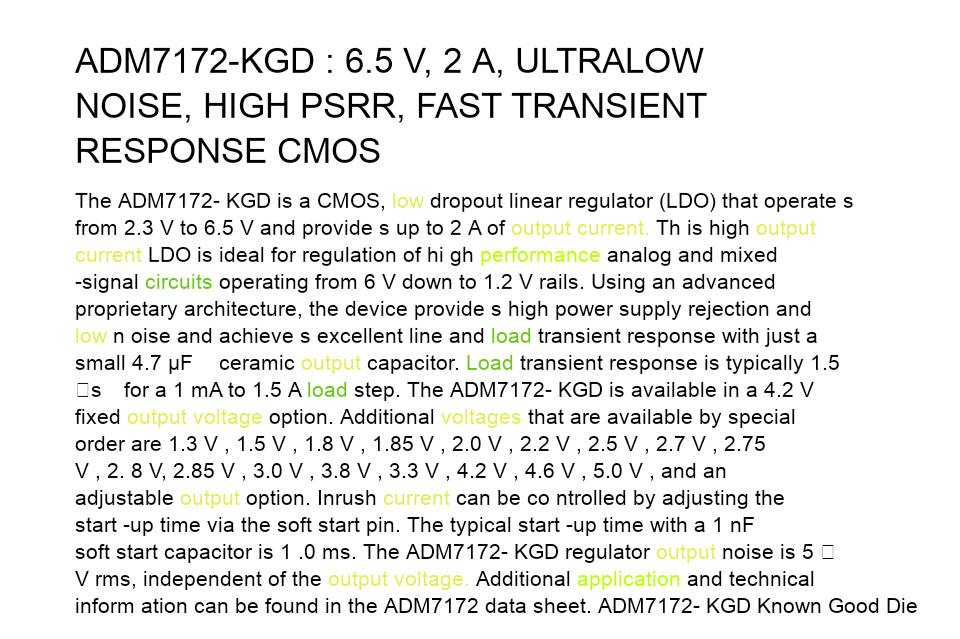 ADM7172-KGD : 6.5 V, 2 A, ULTRALOW
NOISE, HIGH PSRR, FAST TRANSIENT
RESPONSE CMOS
The ADM7172- KGD is a CMOS, low dropout linear regulator (LDO) that operate s
from 2.3 V to 6.5 V and provide s up to 2 A of output current. Th is high output
current LDO is ideal for regulation of hi gh performance analog and mixed
-signal circuits operating from 6 V down to 1.2 V rails. Using an advanced
proprietary architecture, the device provide s high power supply rejection and
low n oise and achieve s excellent line and load transient response with just a
small 4.7 µF ceramic output capacitor. Load transient response is typically 1.5
□s for a 1 mA to 1.5 A load step. The ADM7172- KGD is available in a 4.2 V
fixed output voltage option. Additional voltages that are available by special
order are 1.3 V , 1.5 V , 1.8 V , 1.85 V , 2.0 V , 2.2 V , 2.5 V , 2.7 V , 2.75
V , 2. 8 V, 2.85 V , 3.0 V , 3.8 V , 3.3 V , 4.2 V , 4.6 V , 5.0 V , and an
adjustable output option. Inrush current can be co ntrolled by adjusting the
start -up time via the soft start pin. The typical start -up time with a 1 nF
soft start capacitor is 1 .0 ms. The ADM7172- KGD regulator output noise is 5 □
V rms, independent of the output voltage. Additional application and technical
inform ation can be found in the ADM7172 data sheet. ADM7172- KGD Known Good Die